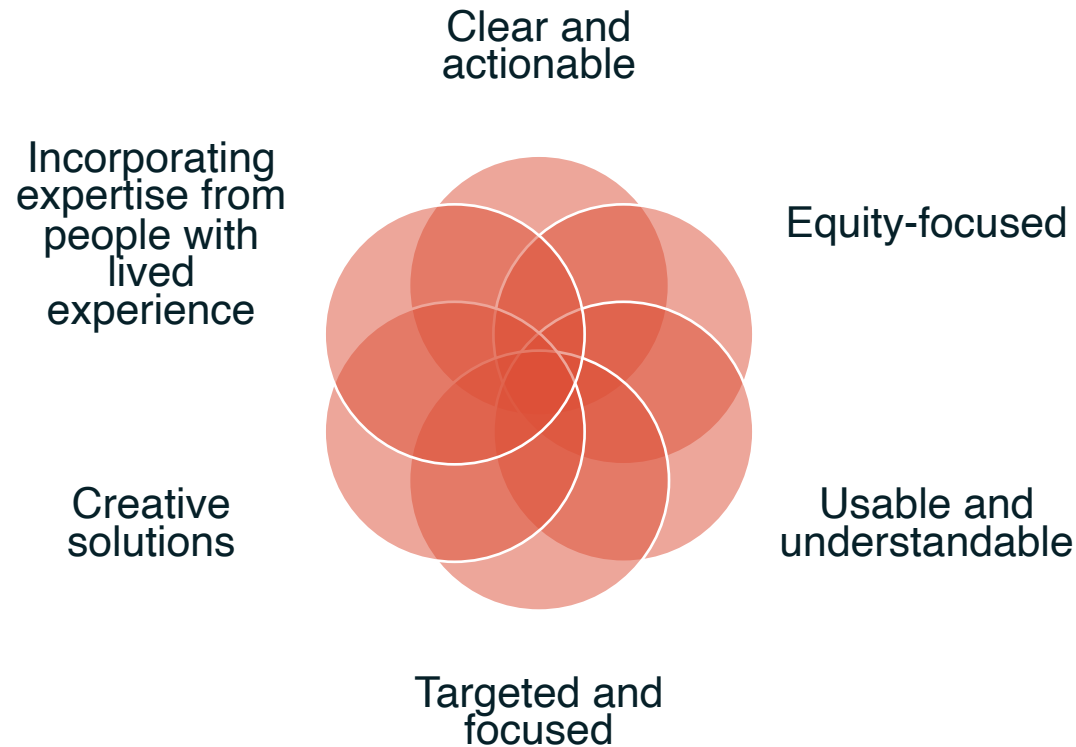 Clear and
actionable
Incorporating
expertise from
people with
lived
experience
Equity-focused
Creative
solutions
Usable and
understandable
Targeted and
focused